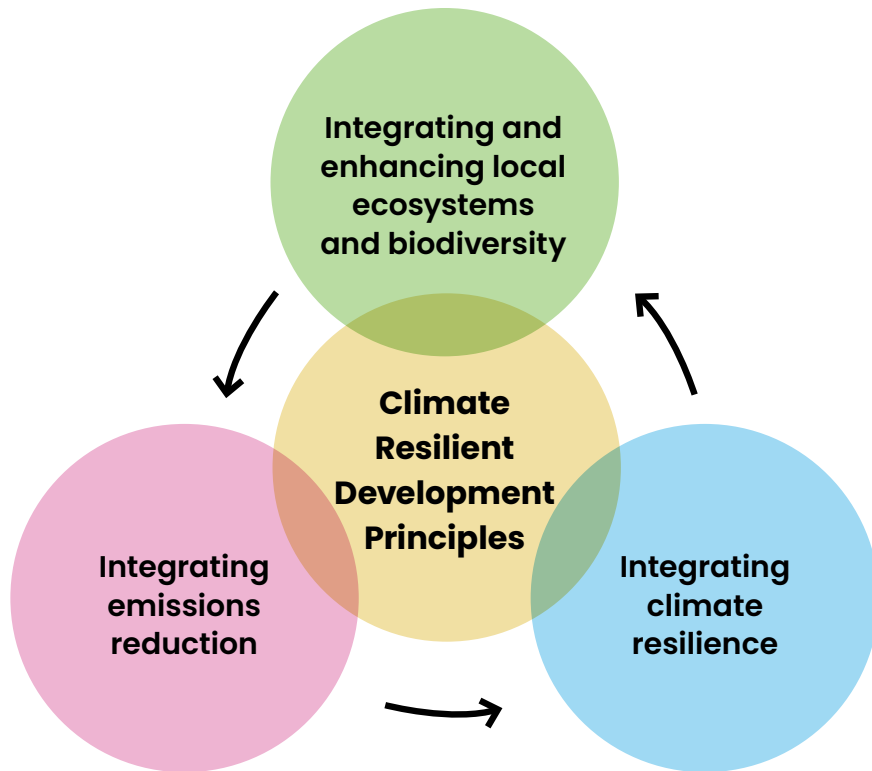 Integrating and
enhancing local
ecosystems
and biodiversity
Climate
Resilient
Development
Principles
Integrating
emissions
reduction
Integrating
climate
resilience